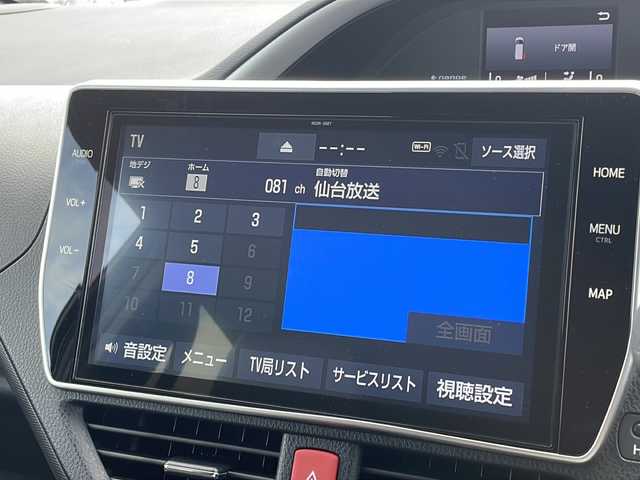 ドア開
TV
--:--
Wi-Fi
ソース選択
AUDIO
VOL+
VOL-
HOME
MENU
CTRL
MAP
地デジ
ホーム
8
自動切替
081 ch 仙台放送
1 2 3
4 5 6
7 8 9
10 11 12
全画面
音設定
メニュー
TV局リスト
サービスリスト
視聴設定